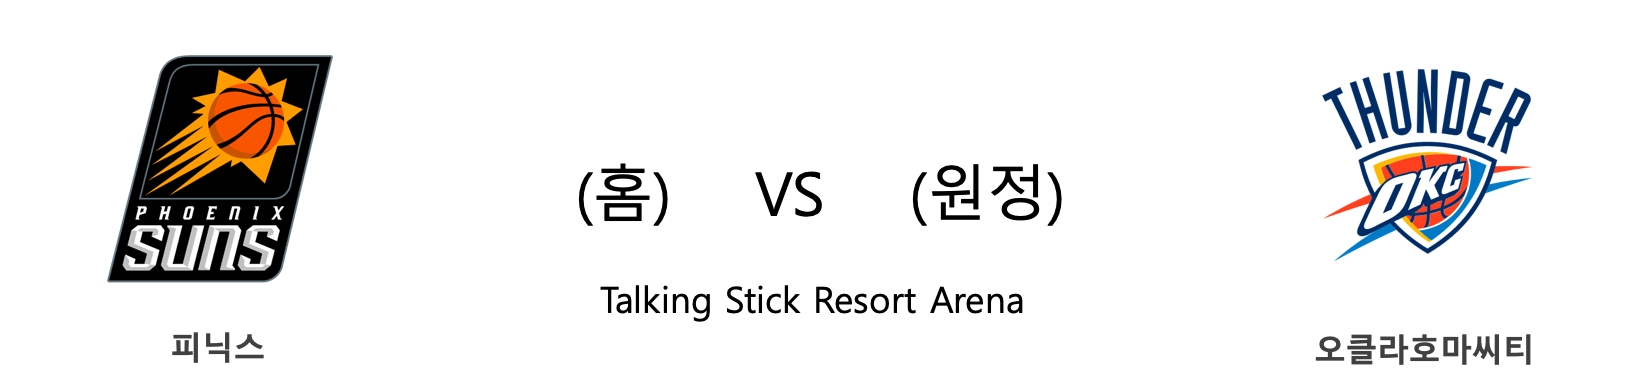 PHOENIX
SUNS
피닉스
(홈) VS (원정)
Talking Stick Resort Arena
THUNDER
OKC
오클라호마씨티